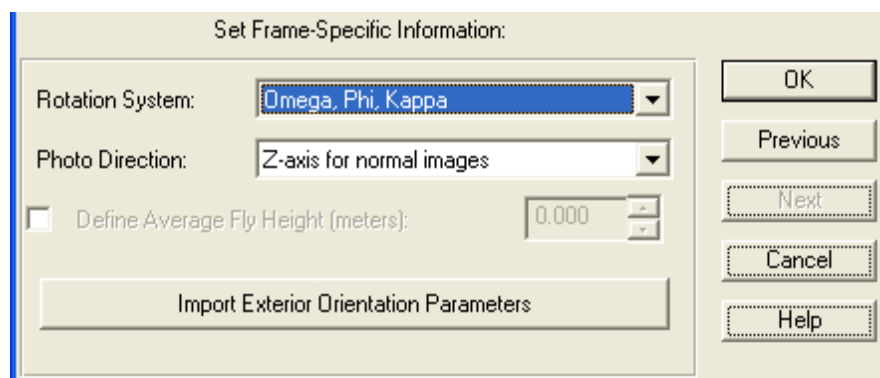 Set Frame-Specific Information:
Rotation System: Omega, Phi, Kappa
Photo Direction: Z-axis for normal images
Define Average Fly Height (meters): 0.000
Import Exterior Orientation Parameters
OK
Previous
Next
Cancel
Help